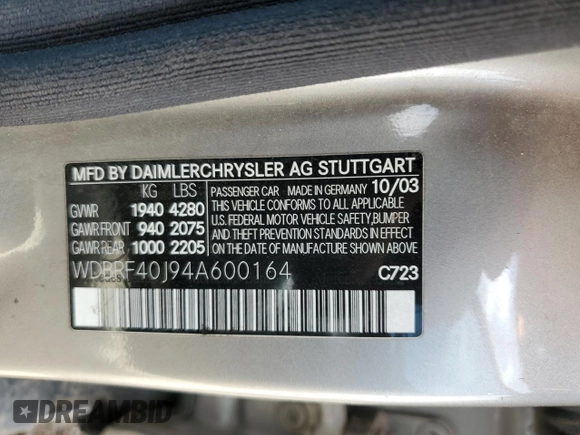 MFD BY DAIMLERCHRYSLER AG STUTTGART
KG LBS
GVWR 1940 4280
GAWR FRONT 940 2075
GAWR REAR 1000 2205
PASSENGER CAR MADE IN GERMANY 10/03
THIS VEHICLE CONFORMS TO ALL APPLICABLE
U.S. FEDERAL MOTOR VEHICLE SAFETY, BUMPER
AND THEFT PREVENTION STANDARDS IN EFFECT
ON THE DATE OF MANUFACTURE SHOWN ABOVE
WDBRF40J94A600164 C723
DREAMBID